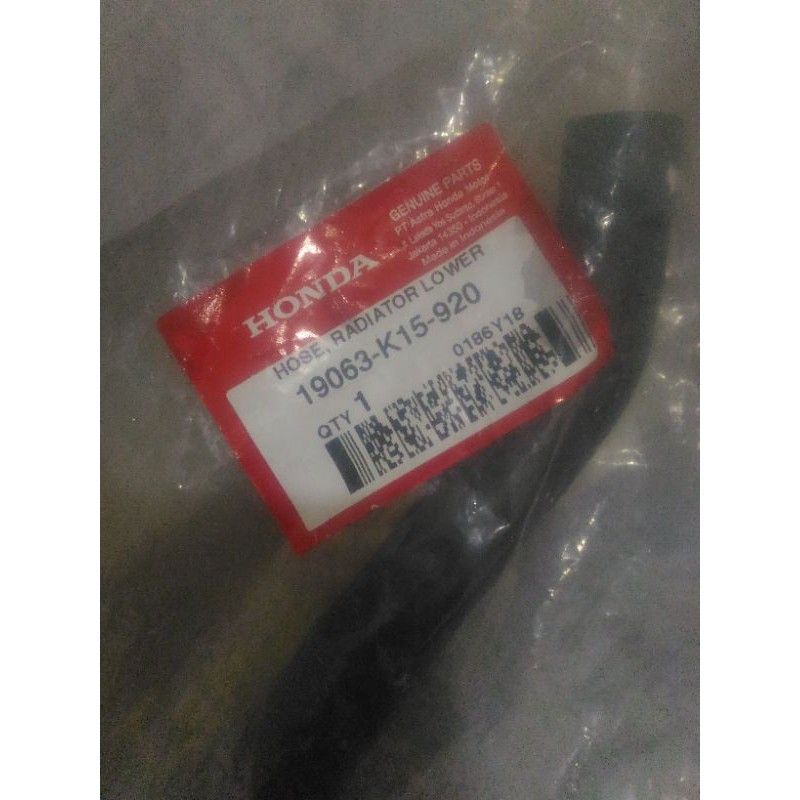 HONDA
GENUINE PARTS
PT Astra Honda Motor
Jakarta 14350 - Indonesia
Made in Indonesia
HOSE, RADIATOR LOWER
19063-K15-920
QTY 1
0186Y18